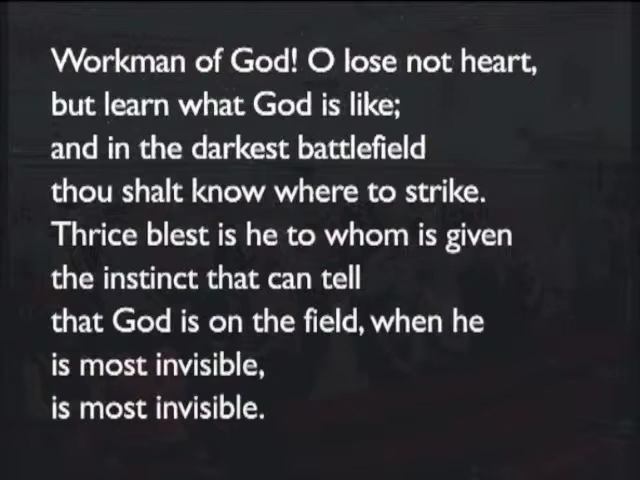 Workman of God! O lose not heart,
but learn what God is like;
and in the darkest battlefield
thou shalt know where to strike.
Thrice blest is he to whom is given
the instinct that can tell
that God is on the field, when he
is most invisible,
is most invisible.